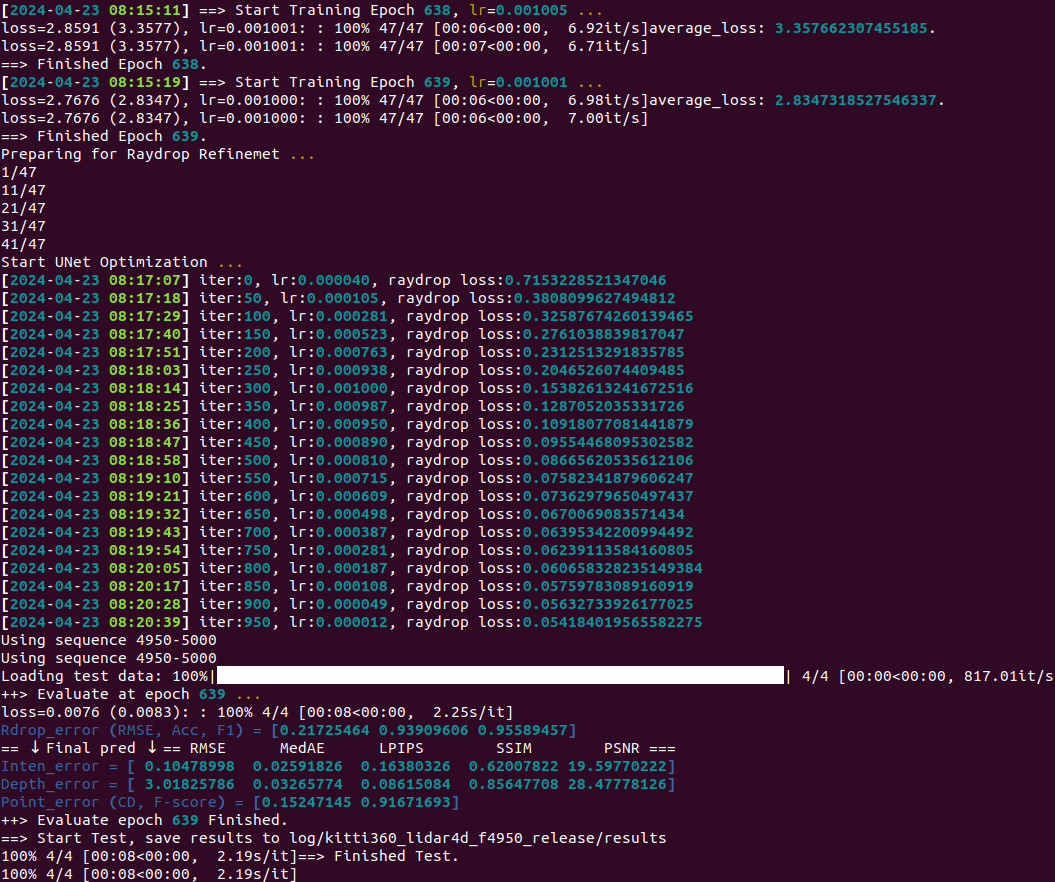 [2024-04-23 08:15:11] ==> Start Training Epoch 638, lr=0.001005 ...
loss=2.8591 (3.3577), lr=0.001001: : 100% 47/47 [00:06<00:00,  6.92it/s]average_loss: 3.357662307455185.
loss=2.8591 (3.3577), lr=0.001001: : 100% 47/47 [00:07<00:00,  6.71it/s]
==> Finished Epoch 638.
[2024-04-23 08:15:19] ==> Start Training Epoch 639, lr=0.001001 ...
loss=2.7676 (2.8347), lr=0.001000: : 100% 47/47 [00:06<00:00,  6.98it/s]average_loss: 2.8347318527546337.
loss=2.7676 (2.8347), lr=0.001000: : 100% 47/47 [00:06<00:00,  7.00it/s]
==> Finished Epoch 639.
Preparing for Raydrop Refinemet ...
1/47
11/47
21/47
31/47
41/47
Start UNet Optimization ...
[2024-04-23 08:17:07] iter:0, lr:0.000040, raydrop loss:0.7153228521347046
[2024-04-23 08:17:18] iter:50, lr:0.000105, raydrop loss:0.3808099627494812
[2024-04-23 08:17:29] iter:100, lr:0.000281, raydrop loss:0.32587674260139465
[2024-04-23 08:17:40] iter:150, lr:0.000523, raydrop loss:0.2761038839817047
[2024-04-23 08:17:51] iter:200, lr:0.000763, raydrop loss:0.2312513291835785
[2024-04-23 08:18:03] iter:250, lr:0.000938, raydrop loss:0.2046526074409485
[2024-04-23 08:18:14] iter:300, lr:0.001000, raydrop loss:0.15382613241672516
[2024-04-23 08:18:25] iter:350, lr:0.000987, raydrop loss:0.1287052035331726
[2024-04-23 08:18:36] iter:400, lr:0.000950, raydrop loss:0.10918077081441879
[2024-04-23 08:18:47] iter:450, lr:0.000890, raydrop loss:0.09554468095302582
[2024-04-23 08:18:58] iter:500, lr:0.000810, raydrop loss:0.08665620535612106
[2024-04-23 08:19:10] iter:550, lr:0.000715, raydrop loss:0.07582341879606247
[2024-04-23 08:19:21] iter:600, lr:0.000609, raydrop loss:0.07362979650497437
[2024-04-23 08:19:32] iter:650, lr:0.000498, raydrop loss:0.0670069083571434
[2024-04-23 08:19:43] iter:700, lr:0.000387, raydrop loss:0.06395342200994492
[2024-04-23 08:19:54] iter:750, lr:0.000281, raydrop loss:0.06239113584160805
[2024-04-23 08:20:05] iter:800, lr:0.000187, raydrop loss:0.060658328235149384
[2024-04-23 08:20:17] iter:850, lr:0.000108, raydrop loss:0.05759783089160919
[2024-04-23 08:20:28] iter:900, lr:0.000049, raydrop loss:0.05632733926177025
[2024-04-23 08:20:39] iter:950, lr:0.000012, raydrop loss:0.054184019565582275
Using sequence 4950-5000
Using sequence 4950-5000
Loading test data: 100%| | 4/4 [00:00<00:00, 817.01it/s
++> Evaluate at epoch 639 ...
loss=0.0076 (0.0083): : 100% 4/4 [00:08<00:00,  2.25s/it]
Rdrop_error (RMSE, Acc, F1) = [0.21725464 0.93909606 0.95589457]
== ↓Final pred ↓== RMSE      MedAE      LPIPS        SSIM        PSNR ===
Inten_error = [ 0.10478998  0.02591826  0.16380326  0.62007822 19.59770222]
Depth_error = [ 3.01825786  0.03265774  0.08615084  0.85647708 28.47778126]
Point_error (CD, F-score) = [0.15247145 0.91671693]
++> Evaluate epoch 639 Finished.
==> Start Test, save results to log/kitti360_lidar4d_f4950_release/results
100% 4/4 [00:08<00:00,  2.19s/it]==> Finished Test.
100% 4/4 [00:08<00:00,  2.19s/it]